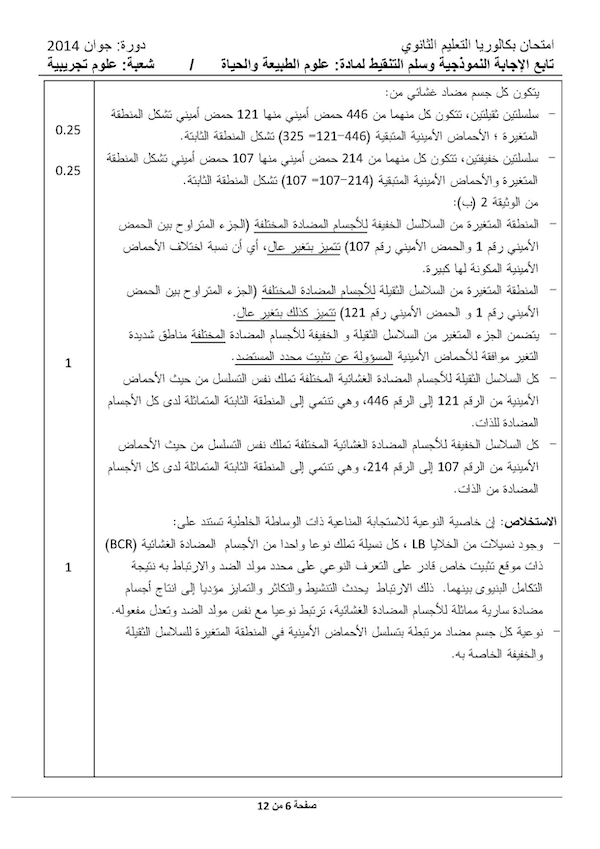 امتحان بكالوريا التعليم الثانوي دورة: جوان 2014
تابع الإجابة النموذجية وسلم التنقيط لمادة: علوم الطبيعة والحياة / شعبة: علوم تجريبية
يتكون كل جسم مضاد غشائي من:
- سلسلتين ثقيلتين، تتكون كل منهما من 446 حمض أميني منها 121 حمض أميني تشكل المنطقة
0.25
المتغيرة ؛ الأحماض الأمينية المتبقية (446-121= 325) تشكل المنطقة الثابتة.
- سلسلتين خفيفتين، تتكون كل منهما من 214 حمض أميني منها 107 حمض أميني تشكل المنطقة
0.25
المتغيرة والأحماض الأمينية المتبقية (214-107= 107) تشكل المنطقة الثابتة.
من الوثيقة 2 (ب):
- المنطقة المتغيرة من السلالسل الخفيفة للأجسام المضادة المختلفة (الجزء المتراوح بين الحمض
الأميني رقم 1 والحمض الأميني رقم 107) تتميز بتغير عال، أي أن نسبة اختلاف الأحماض
الأمينية المكونة لها كبيرة.
- المنطقة المتغيرة من السلاسل الثقيلة للأجسام المضادة المختلفة (الجزء المتراوح بين الحمض
الأميني رقم 1 و الحمض الأميني رقم 121) تتميز كذلك بتغير عال.
- يتضمن الجزء المتغير من السلاسل الثقيلة و الخفيفة للأجسام المضادة المختلفة مناطق شديدة
التغير موافقة للأحماض الأمينية المسؤولة عن تثبيت محدد المستضد.
1
- كل السلاسل الثقيلة للأجسام المضادة الغشائية المختلفة تملك نفس التسلسل من حيث الأحماض
الأمينية من الرقم 121 إلى الرقم 446، وهي تنتمي إلى المنطقة الثابتة المتماثلة لدى كل الأجسام
المضادة للذات.
- كل السلاسل الخفيفة للأجسام المضادة الغشائية المختلفة تملك نفس التسلسل من حيث الأحماض
الأمينية من الرقم 107 إلى الرقم 214، وهي تنتمي إلى المنطقة الثابتة المتماثلة لدى كل الأجسام
المضادة من الذات.
الاستخلاص: إن خاصية النوعية للاستجابة المناعية ذات الوساطة الخلطية تستند على:
- وجود نسيلات من الخلايا LB ، كل نسيلة تملك نوعا واحدا من الأجسام المضادة الغشائية (BCR)
ذات موقع تثبيت خاص قادر على التعرف النوعي على محدد مولد الضد والارتباط به نتيجة
1
التكامل البنيوي بينهما. ذلك الارتباط يحدث التنشيط والتكاثر والتمايز مؤديا إلى انتاج أجسام
مضادة سارية مماثلة للأجسام المضادة الغشائية، ترتبط نوعيا مع نفس مولد الضد وتعدل مفعوله.
- نوعية كل جسم مضاد مرتبطة بتسلسل الأحماض الأمينية في المنطقة المتغيرة للسلاسل الثقيلة
والخفيفة الخاصة به.
صفحة 6 من 12